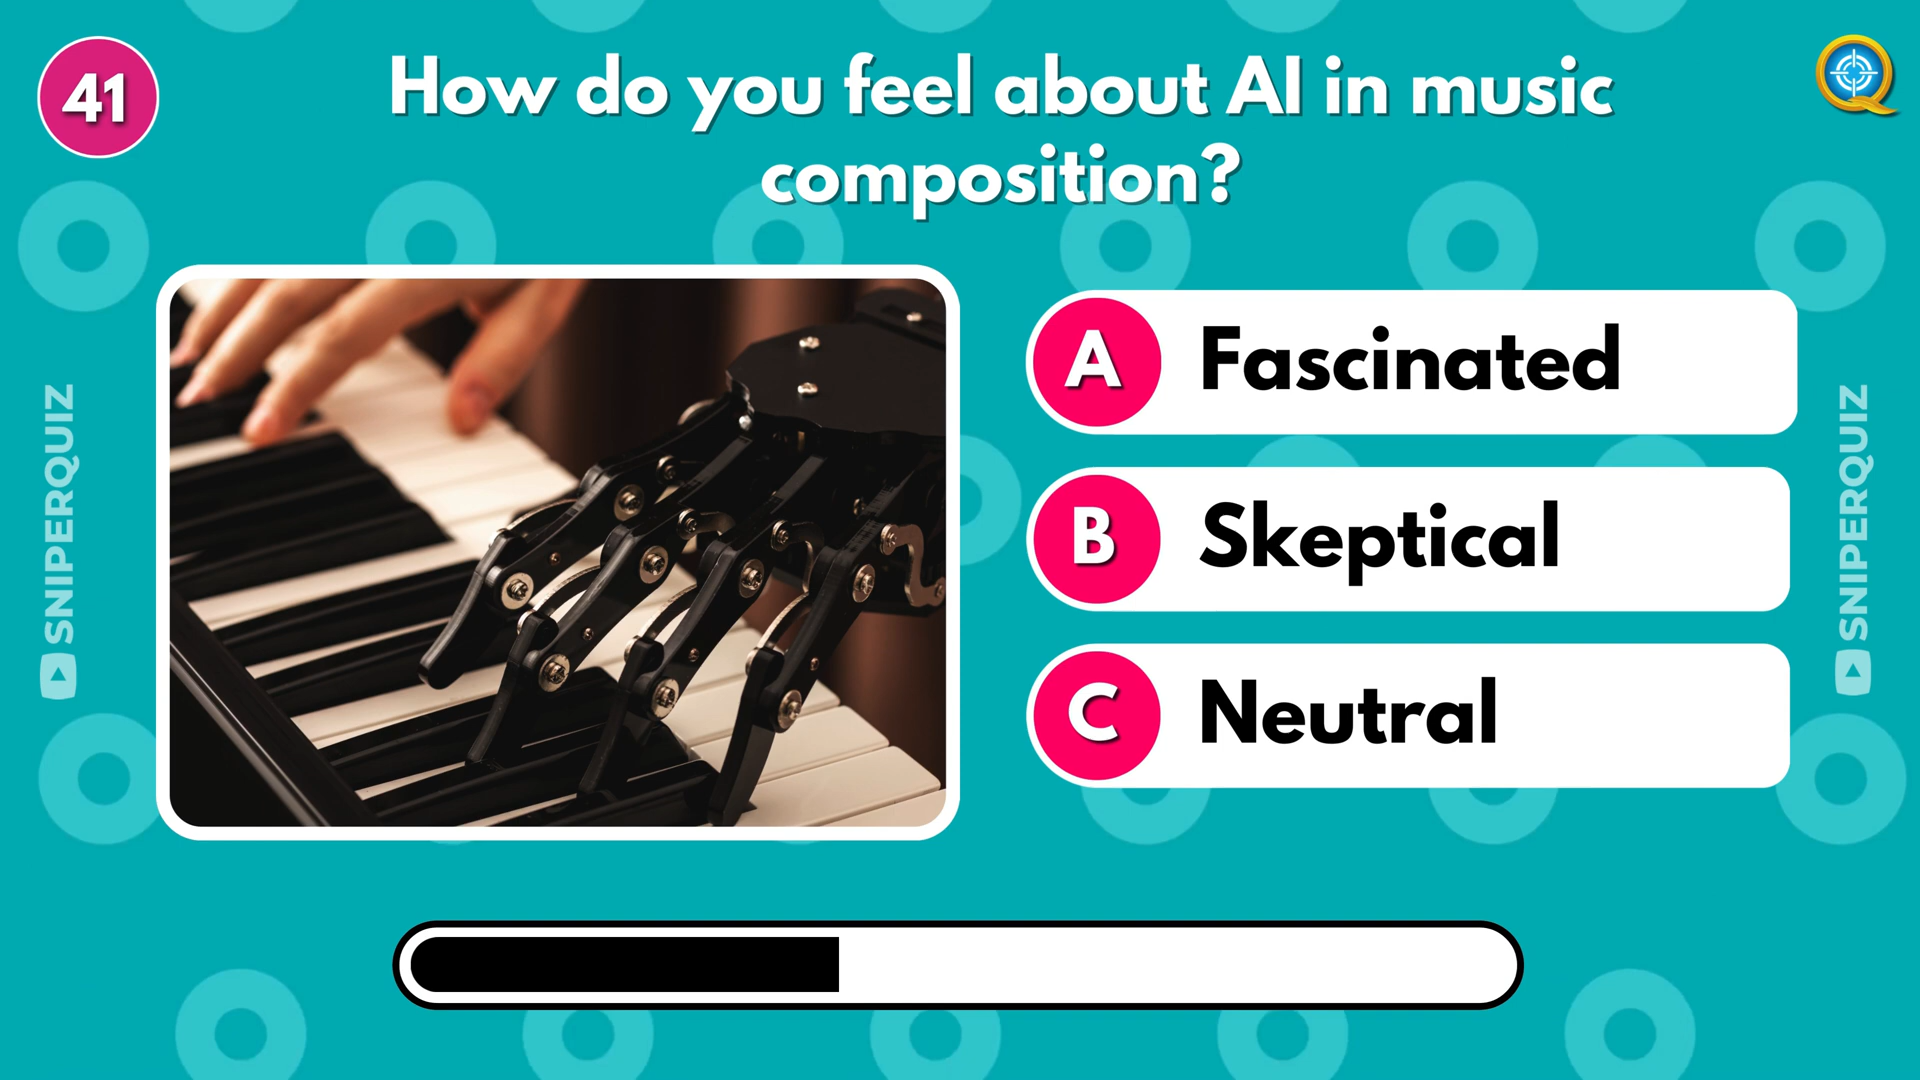 41
How do you feel about AI in music
composition?
A Fascinated
B Skeptical
C Neutral
SNIPERQUIZ
SNIPERQUIZ